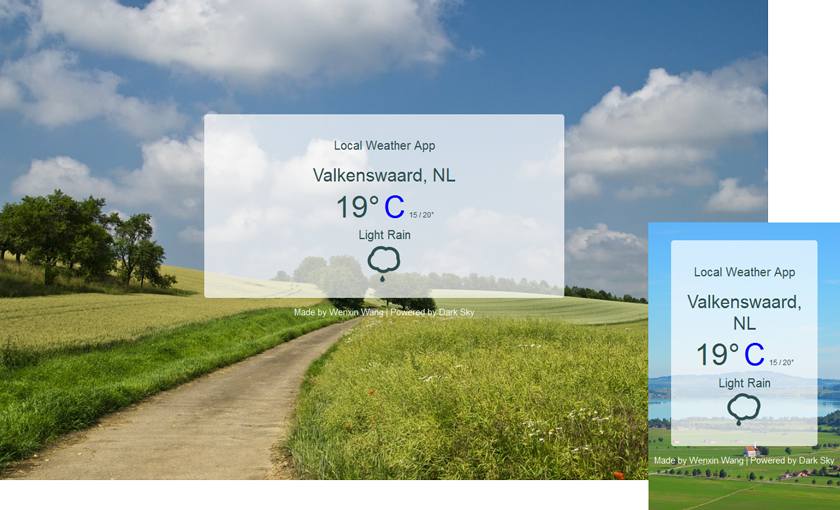 Local Weather App
Valkenswaard, NL
19° C 15 / 20°
Light Rain
Made by Wenxin Wang | Powered by Dark Sky
Local Weather App
Valkenswaard,
NL
19° C 15 / 20°
Light Rain
Made by Wenxin Wang | Powered by Dark Sky